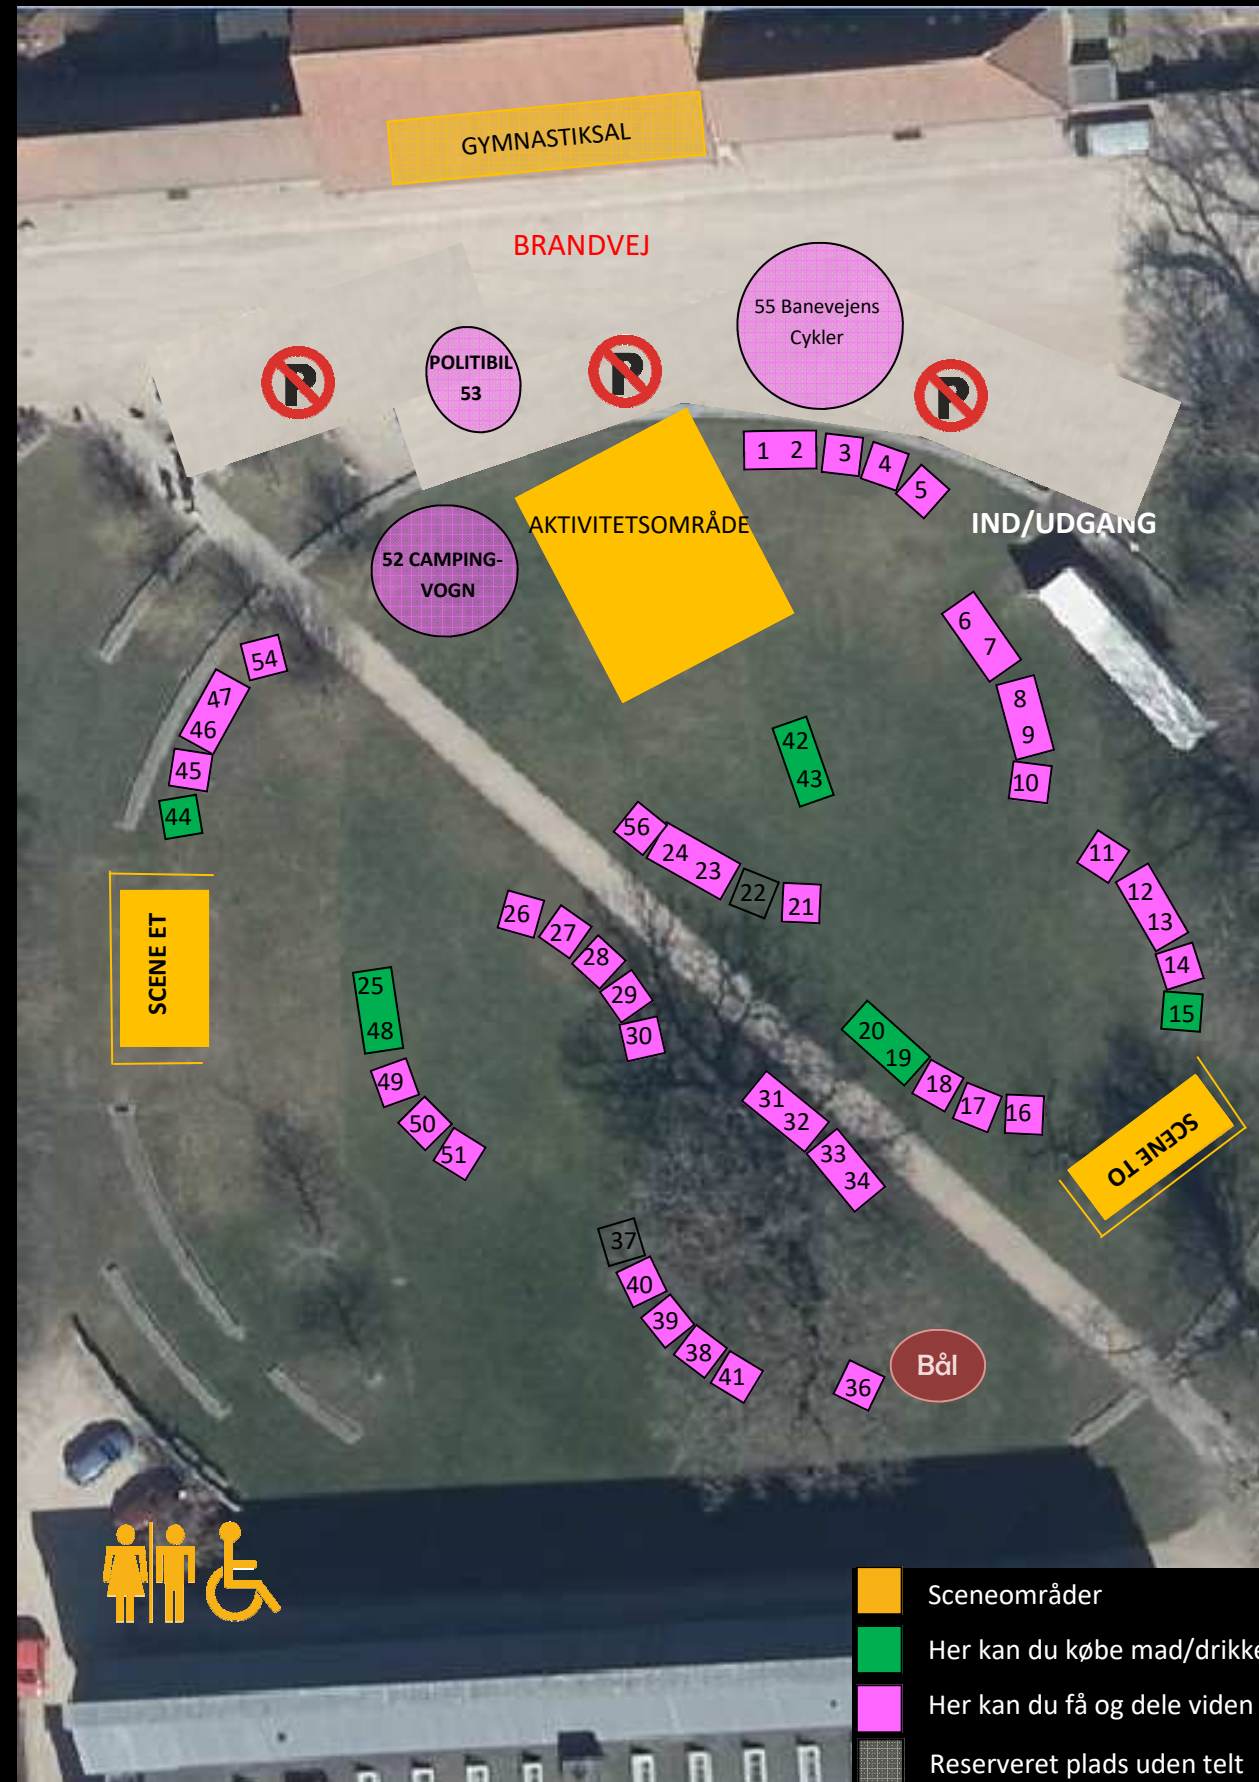 GYMNASTIKSAL
BRANDVEJ
55 Banevejens
Cykler
POLITIBIL
53
P
P
P
1 2 3 4 5
IND/UDGANG
AKTIVITETSOMRÅDE
52 CAMPING-
VOGN
6
7
8
9
10
54
47
46
45
44
42
43
56
24
23
22
21
11
12
13
14
15
SCENE ET
26
27
28
29
30
25
48
49
50
51
20
19
18
17
16
SCENE TO
31
32
33
34
37
40
39
38
41
36
Bål
Sceneområder
Her kan du købe mad/drikke
Her kan du få og dele viden
Reserveret plads uden telt